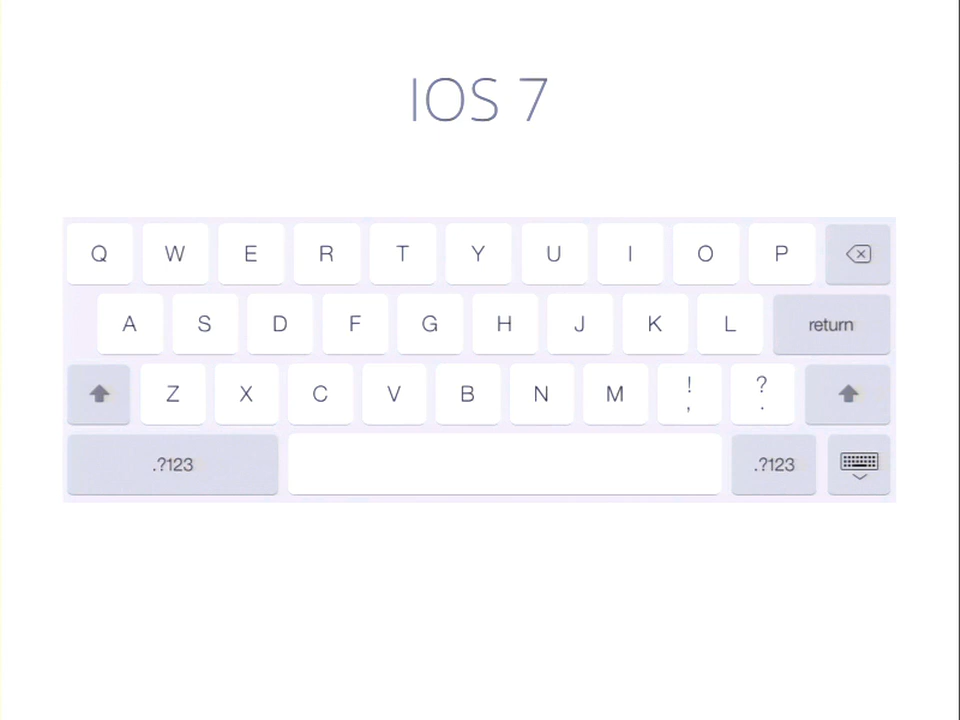 IOS 7
Q W E R T Y U I O P
A S D F G H J K L return
Z X C V B N M ! , ? .
.?123 .?123